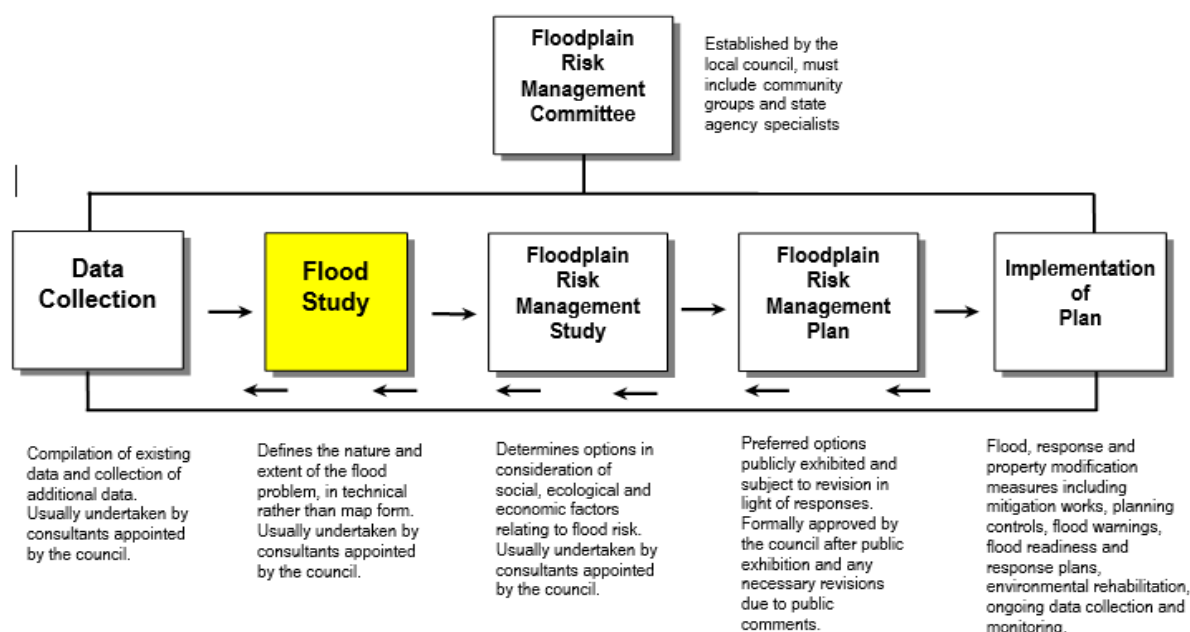 Floodplain
Risk
Management
Committee
Established by the
local council, must
include community
groups and state
agency specialists
Data
Collection
Flood
Study
Floodplain
Risk
Management
Study
Floodplain
Risk
Management
Plan
Implementation
of
Plan
Compilation of existing
data and collection of
additional data.
Usually undertaken by
consultants appointed
by the council.
Defines the nature and
extent of the flood
problem, in technical
rather than map form.
Usually undertaken by
consultants appointed
by the council.
Determines options in
consideration of
social, ecological and
economic factors
relating to flood risk.
Usually undertaken by
consultants appointed
by the council.
Preferred options
publicly exhibited and
subject to revision in
light of responses.
Formally approved by
the council after public
exhibition and any
necessary revisions
due to public
comments.
Flood, response and
property modification
measures including
mitigation works, planning
controls, flood warnings,
flood readiness and
response plans,
environmental rehabilitation,
ongoing data collection and
monitoring.